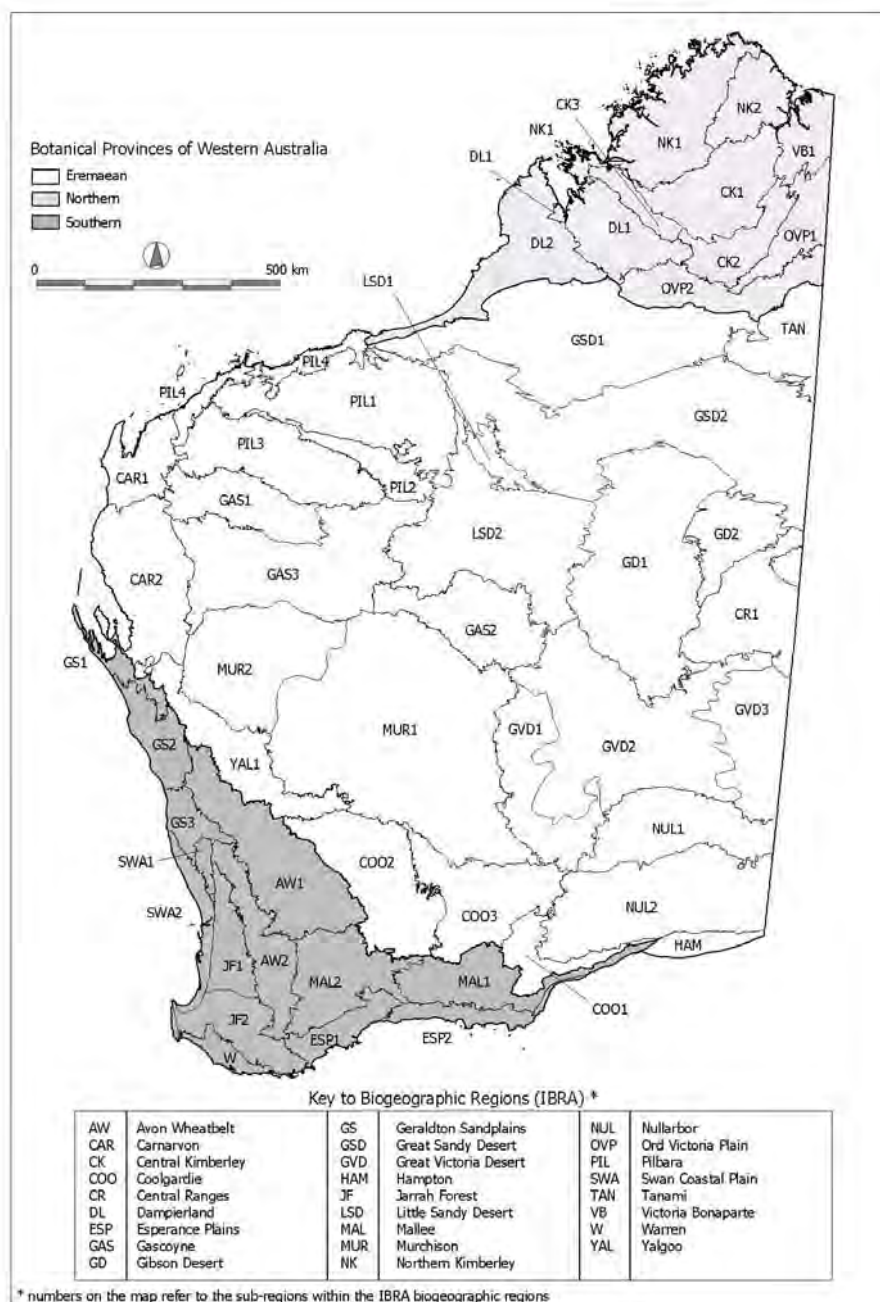 Botanical Provinces of Western Australia
Eremaean
Northern
Southern
0 500 km
CK3
NK1
DL1
NK1
NK2
VB1
CK1
DL1
DL2
OVP1
CK2
OVP2
LSD1
TAN
GSD1
PIL4
PIL4
PIL1
GSD2
PIL3
CAR1
PIL2
GAS1
LSD2
GD2
GD1
CAR2
GAS3
CR1
GAS2
GS1
MUR2
GVD3
MUR1
GVD1
GVD2
GS2
YAL1
NUL1
GS3
SWA1
COO2
AW1
SWA2
COO3
NUL2
HAM
JF1
AW2
MAL2
MAL1
COO1
JF2
ESP1
ESP2
W
Key to Biogeographic Regions (IBRA) *
AW Avon Wheatbelt GS Geraldton Sandplains NUL Nullarbor
CAR Carnarvon GSD Great Sandy Desert OVP Ord Victoria Plain
CK Central Kimberley GVD Great Victoria Desert PIL Pilbara
COO Coolgardie HAM Hampton SWA Swan Coastal Plain
CR Central Ranges JF Jarrah Forest TAN Tanami
DL Dampierland LSD Little Sandy Desert VB Victoria Bonaparte
ESP Esperance Plains MAL Mallee W Warren
GAS Gascoyne MUR Murchison YAL Yalgoo
GD Gibson Desert NK Northern Kimberley
* numbers on the map refer to the sub-regions within the IBRA biogeographic regions